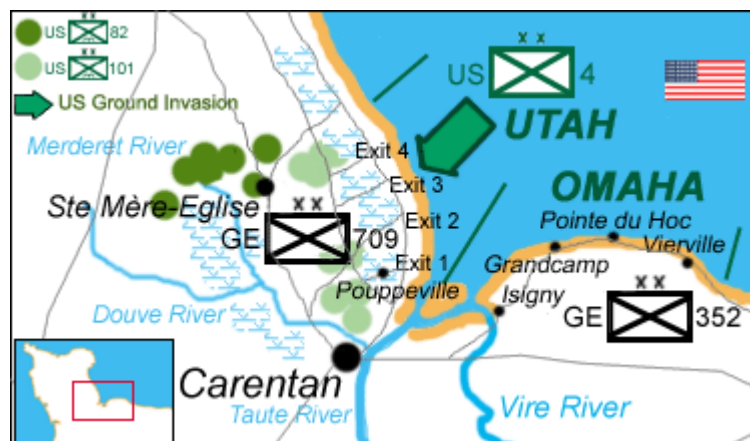 x x
US 82
x x
US 101
US Ground Invasion
x x
US 4
UTAH
Merderet River
Exit 4
Exit 3
Exit 2
Exit 1
OMAHA
Pointe du Hoc
Vierville
Grandcamp
Isigny
Ste Mère-Eglise
x x
GE 709
Pouppeville
x x
GE 352
Douve River
Carentan
Taute River
Vire River